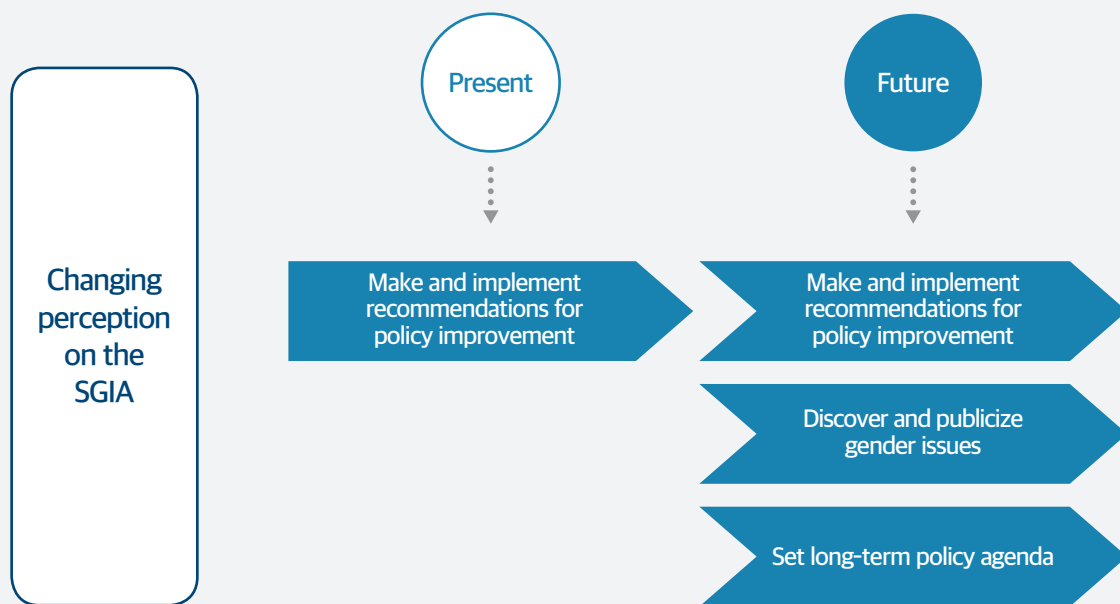 Present
Future
Changing
perception
on the
SGIA
Make and implement
recommendations for
policy improvement
Make and implement
recommendations for
policy improvement
Discover and publicize
gender issues
Set long-term policy agenda